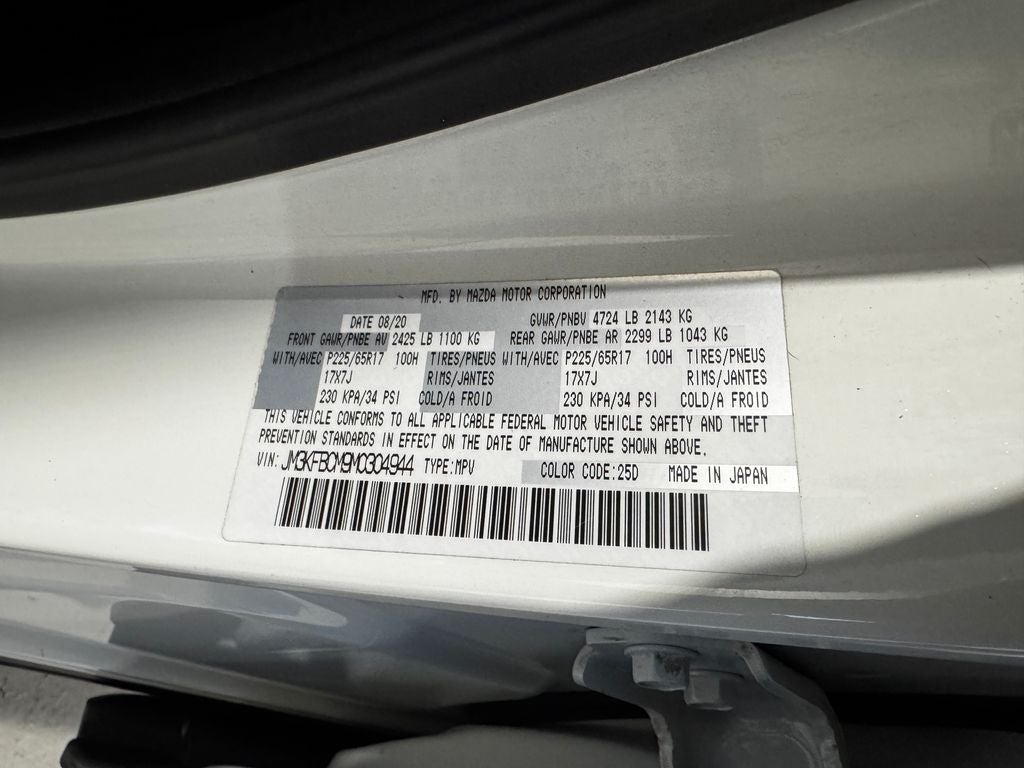 MFD. BY MAZDA MOTOR CORPORATION
DATE 08/20 GVWR/PNBV 4724 LB 2143 KG
FRONT GAWR/PNBE AV 2425 LB 1100 KG REAR GAWR/PNBE AR 2299 LB 1043 KG
WITH/AVEC P225/65R17 100H TIRES/PNEUS WITH/AVEC P225/65R17 100H TIRES/PNEUS
17X7J RIMS/JANTES 17X7J RIMS/JANTES
230 KPA/34 PSI COLD/A FROID 230 KPA/34 PSI COLD/A FROID
THIS VEHICLE CONFORMS TO ALL APPLICABLE FEDERAL MOTOR VEHICLE SAFETY AND THEFT
PREVENTION STANDARDS IN EFFECT ON THE DATE OF MANUFACTURE SHOWN ABOVE.
VIN: JM3KFBCM9M0304944 TYPE:MPV COLOR CODE:25D MADE IN JAPAN